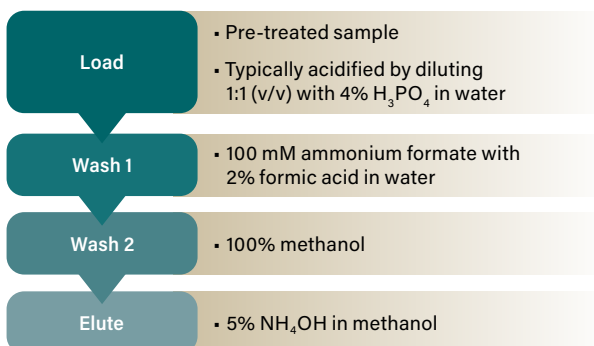 Load
▪ Pre-treated sample
▪ Typically acidified by diluting
1:1 (v/v) with 4% H₃PO₄ in water
Wash 1
▪ 100 mM ammonium formate with
2% formic acid in water
Wash 2
▪ 100% methanol
Elute
▪ 5% NH₄OH in methanol